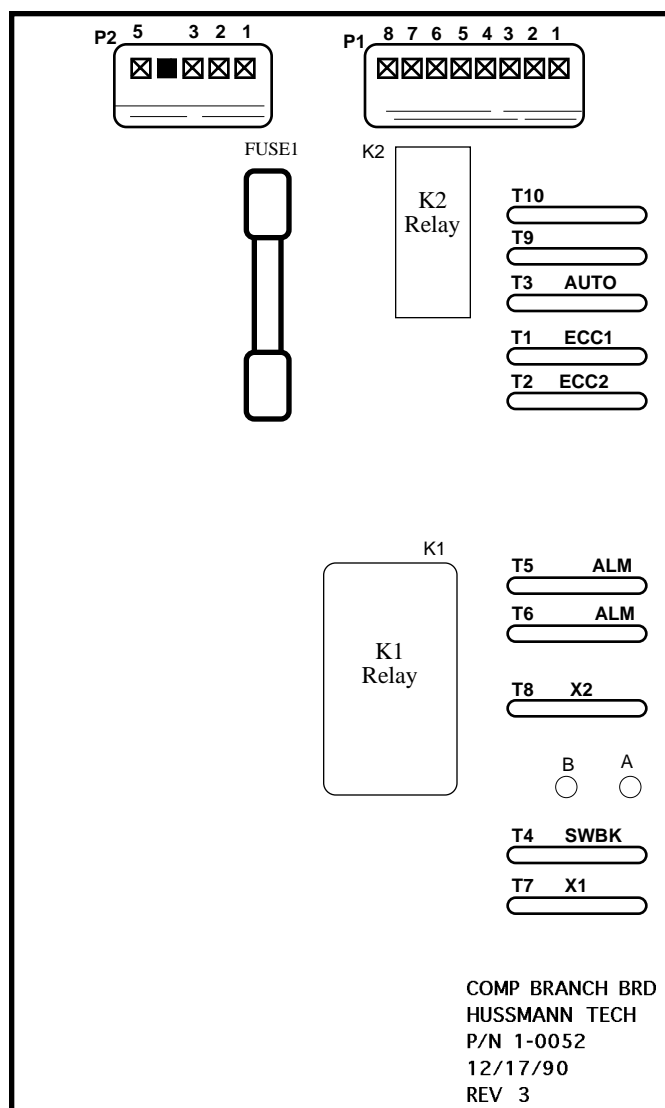 P2 5 3 2 1
P1 8 7 6 5 4 3 2 1
FUSE1
K2
K2
Relay
T10
T9
T3 AUTO
T1 ECC1
T2 ECC2
K1
K1
Relay
T5 ALM
T6 ALM
T8 X2
B A
T4 SWBK
T7 X1
COMP BRANCH BRD
HUSSMANN TECH
P/N 1-0052
12/17/90
REV 3